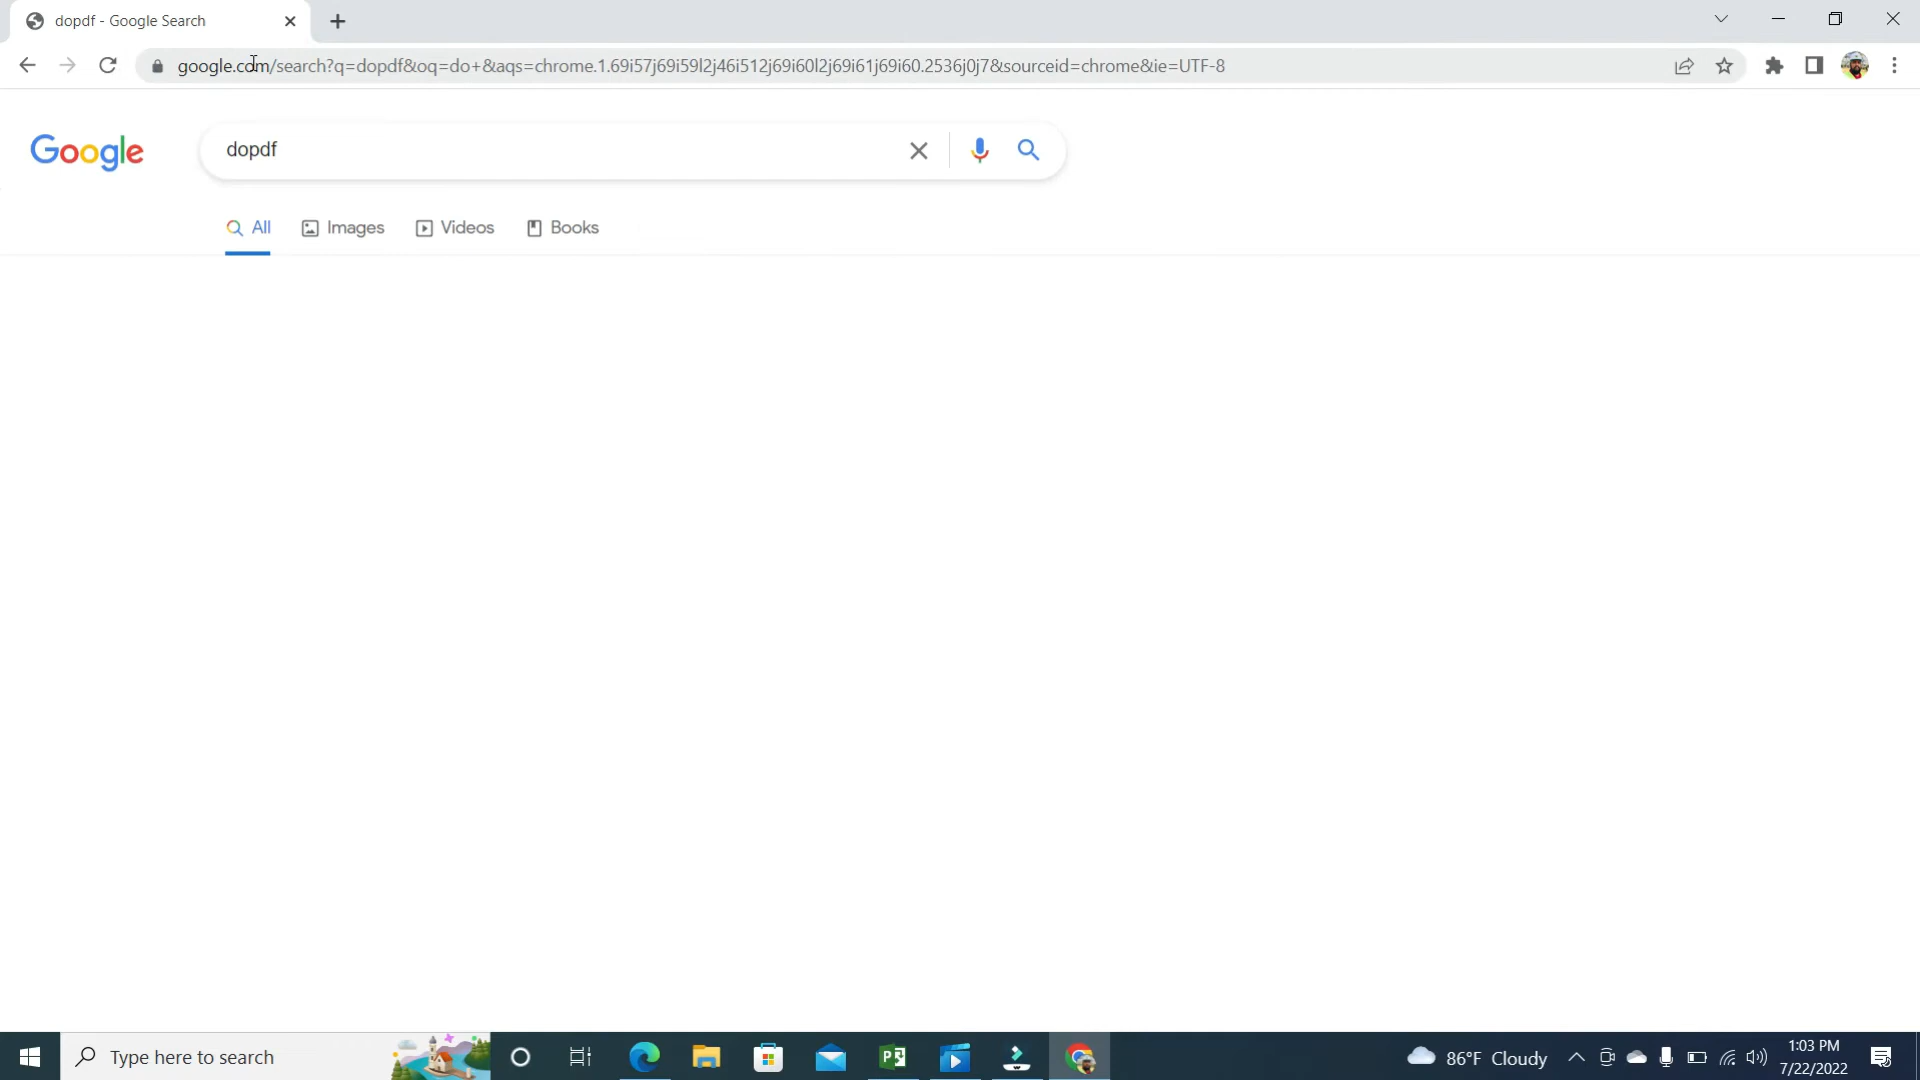 dopdf - Google Search
google.com/search?q=dopdf&oq=do+&aqs=chrome.1.69i57j69i59l2j46i512j69i60l2j69i61j69i60.2536j0j7&sourceid=chrome&ie=UTF-8
Google
dopdf
All
Images
Videos
Books
Type here to search
86°F Cloudy
1:03 PM
7/22/2022